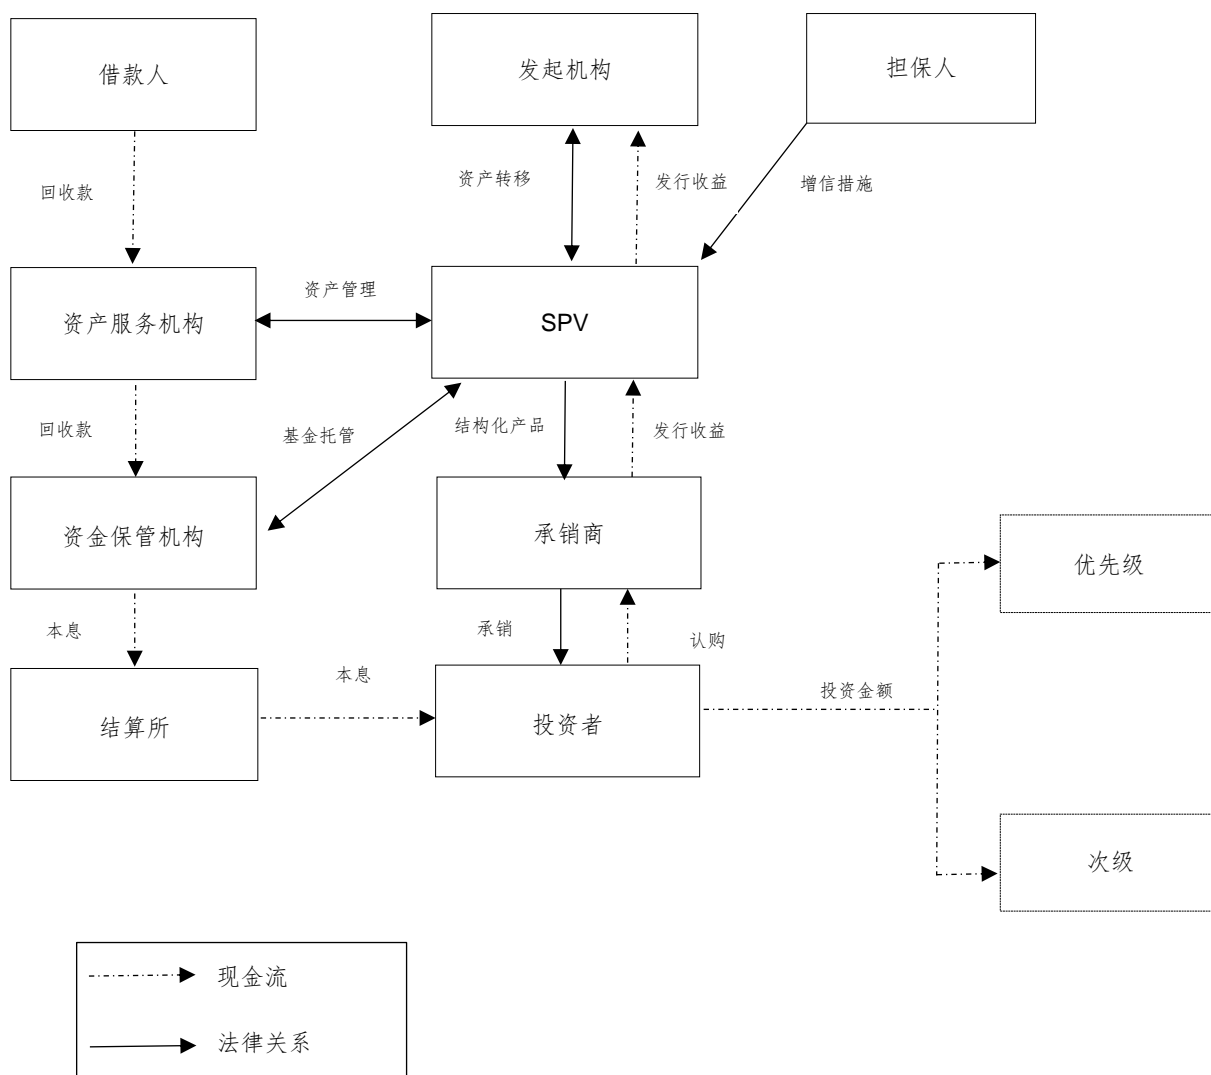 借款人
发起机构
担保人
回收款
资产转移
发行收益
增信措施
资产服务机构
资产管理
SPV
回收款
基金托管
结构化产品
发行收益
资金保管机构
承销商
优先级
本息
承销
认购
结算所
本息
投资者
投资金额
次级
现金流
法律关系